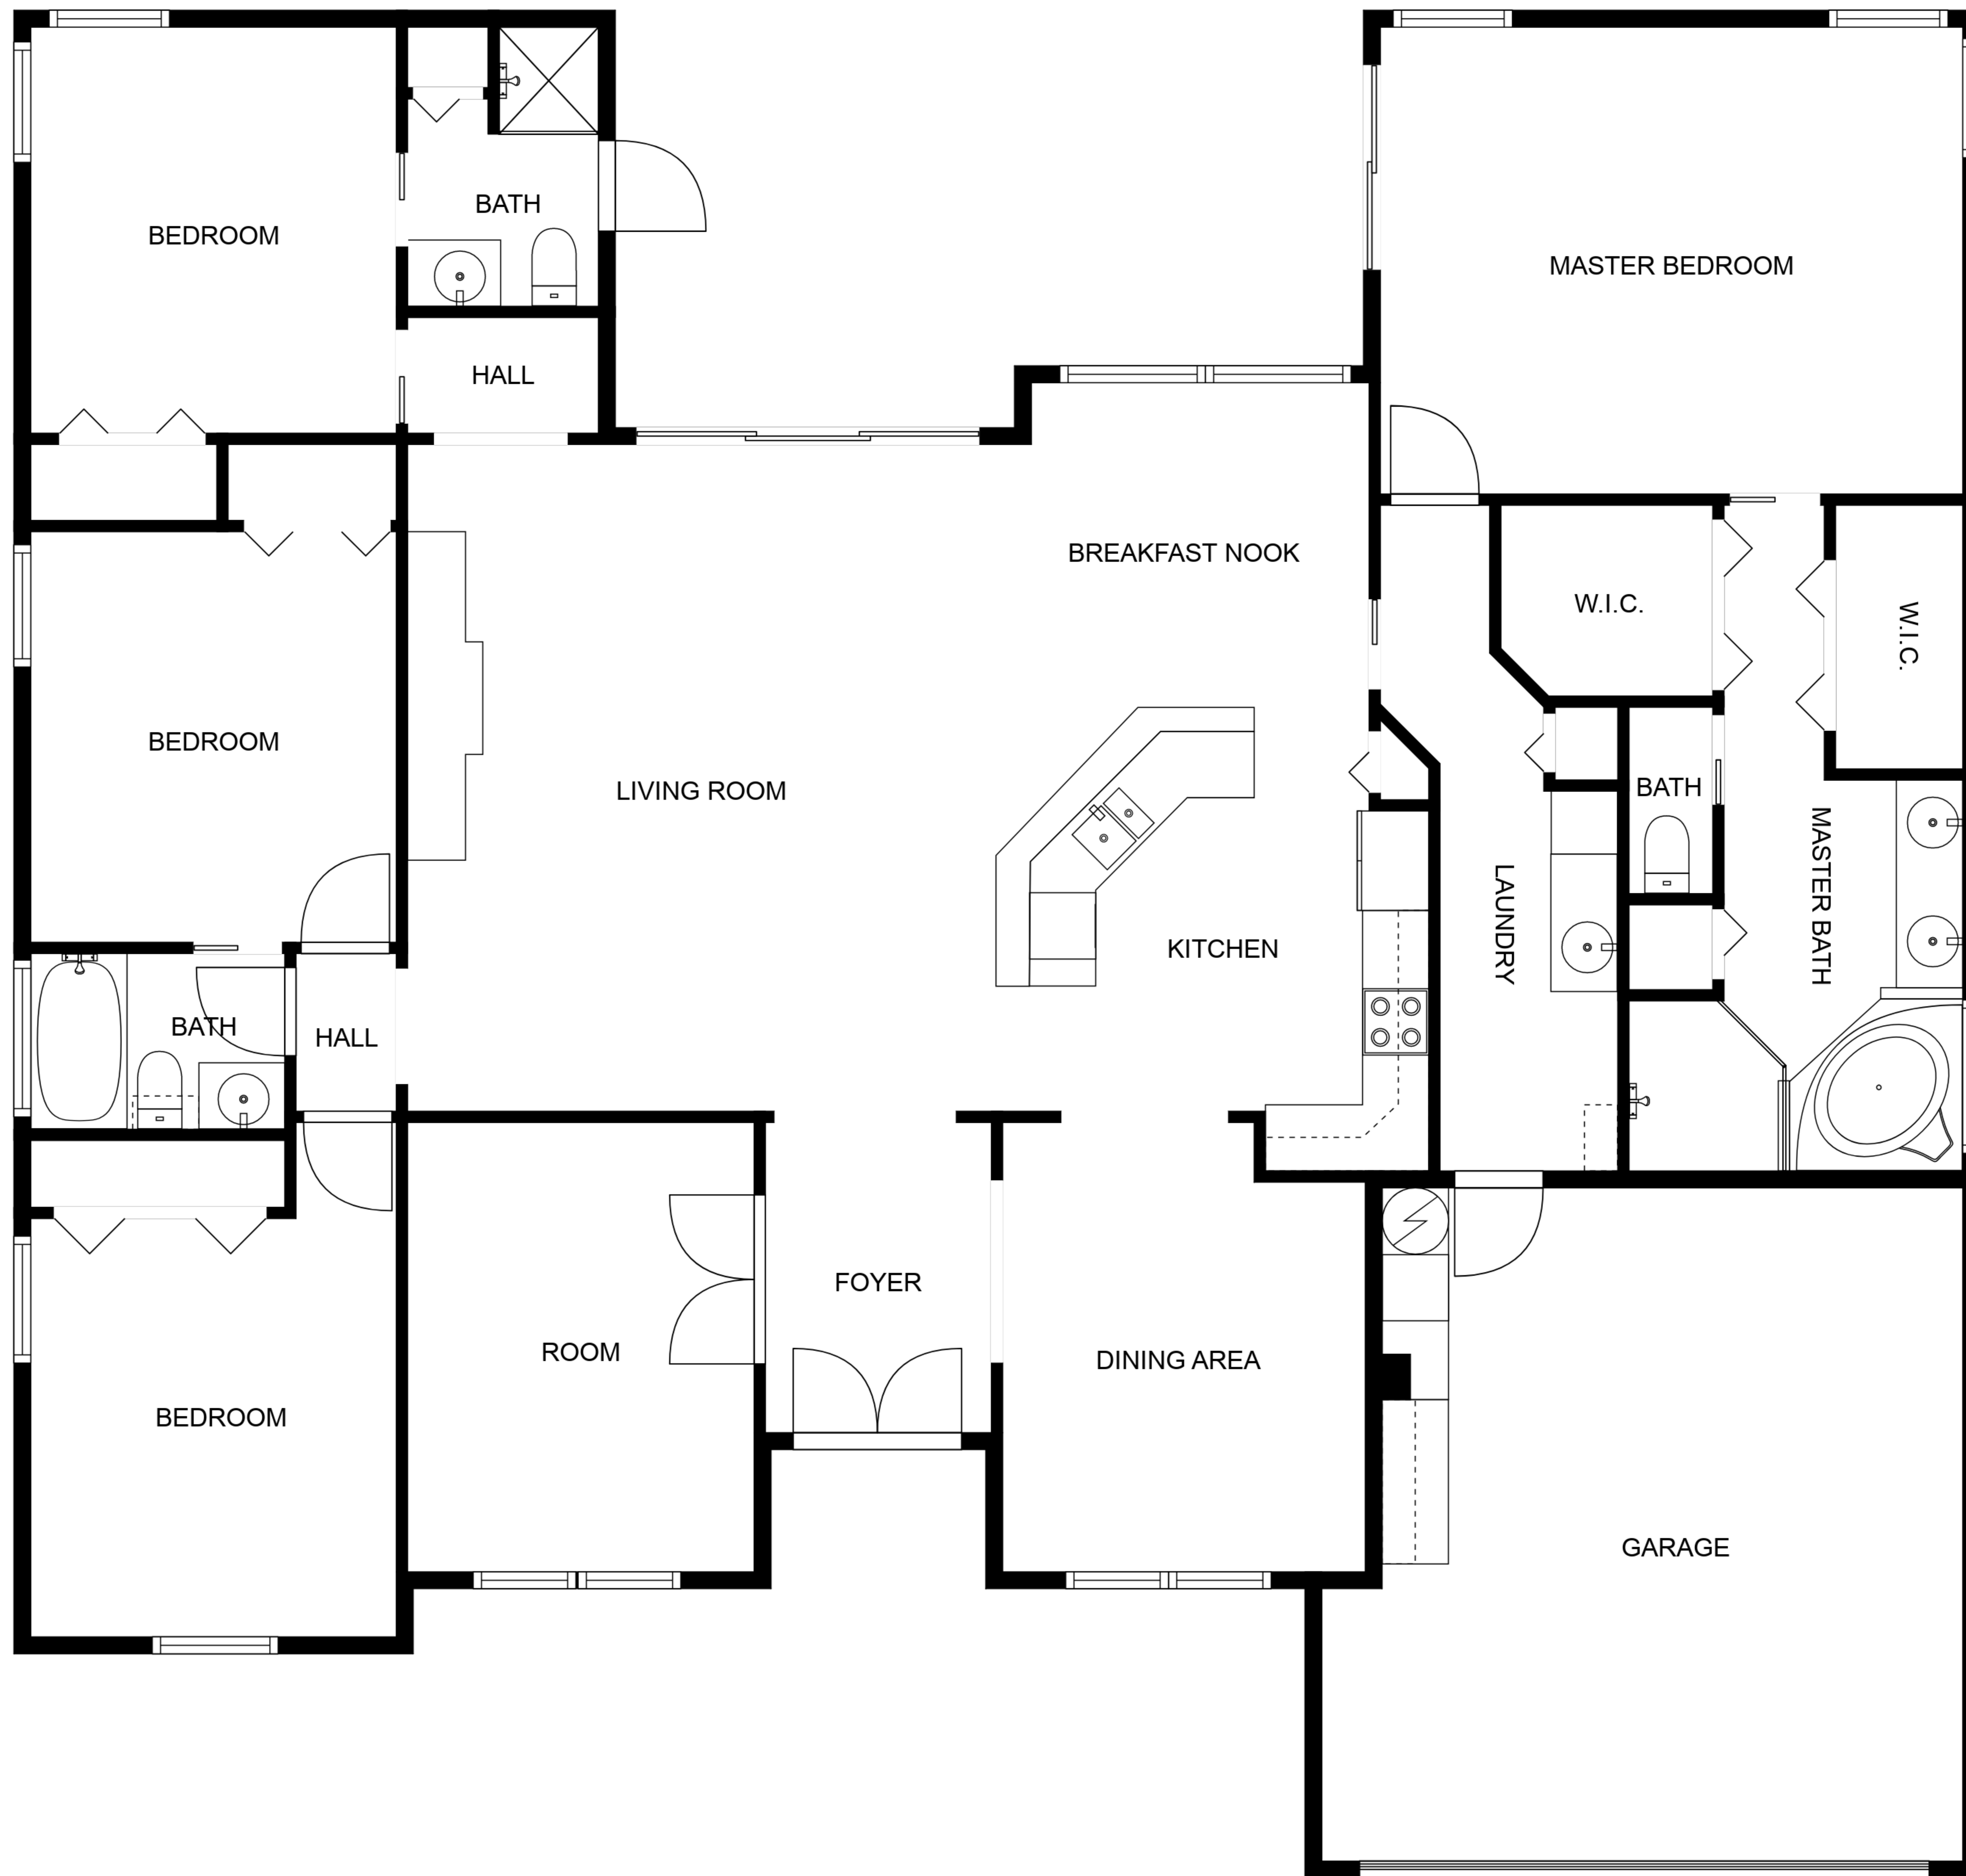 BATH
BEDROOM
MASTER BEDROOM
HALL
BREAKFAST NOOK
W.I.C.
W.I.C.
BEDROOM
LIVING ROOM
BATH
MASTER BATH
LAUNDRY
KITCHEN
BATH
HALL
FOYER
ROOM
DINING AREA
BEDROOM
GARAGE